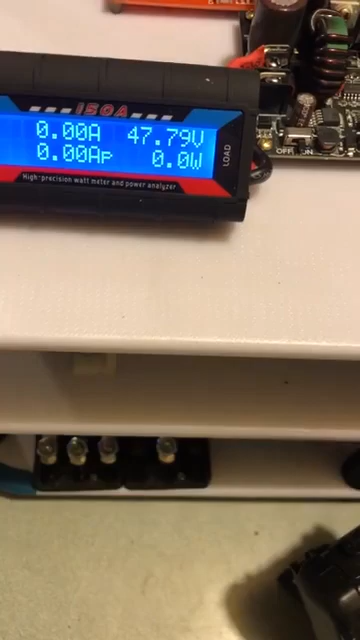 150A
0.00A 47.79V
0.00Ap 0.0W
LOAD
High-precision watt meter and power analyzer
OFF ON